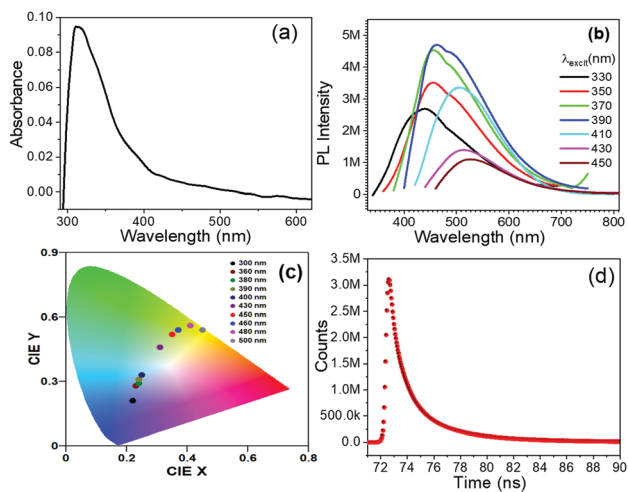 (a)
Absorbance
0.10
0.08
0.06
0.04
0.02
0.00
300
400
500
600
Wavelength (nm)
(b)
PL Intensity
5M
4M
3M
2M
1M
0
λexcit(nm)
330
350
370
390
410
430
450
400
500
600
700
800
Wavelength (nm)
(c)
CIE Y
0.9
0.6
0.3
0
300 nm
360 nm
380 nm
390 nm
400 nm
430 nm
450 nm
460 nm
480 nm
500 nm
0
0.2
0.4
0.6
0.8
CIE X
(d)
Counts
3.5M
3.0M
2.5M
2.0M
1.5M
1.0M
500.0k
0.0
72
74
76
78
80
82
84
86
88
90
Time (ns)